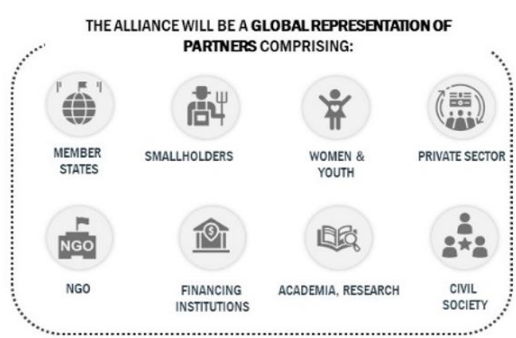 THE ALLIANCE WILL BE A GLOBAL REPRESENTATION OF
PARTNERS COMPRISING:
MEMBER
STATES
SMALLHOLDERS
WOMEN &
YOUTH
PRIVATE SECTOR
NGO
NGO
FINANCING
INSTITUTIONS
ACADEMIA, RESEARCH
CIVIL
SOCIETY